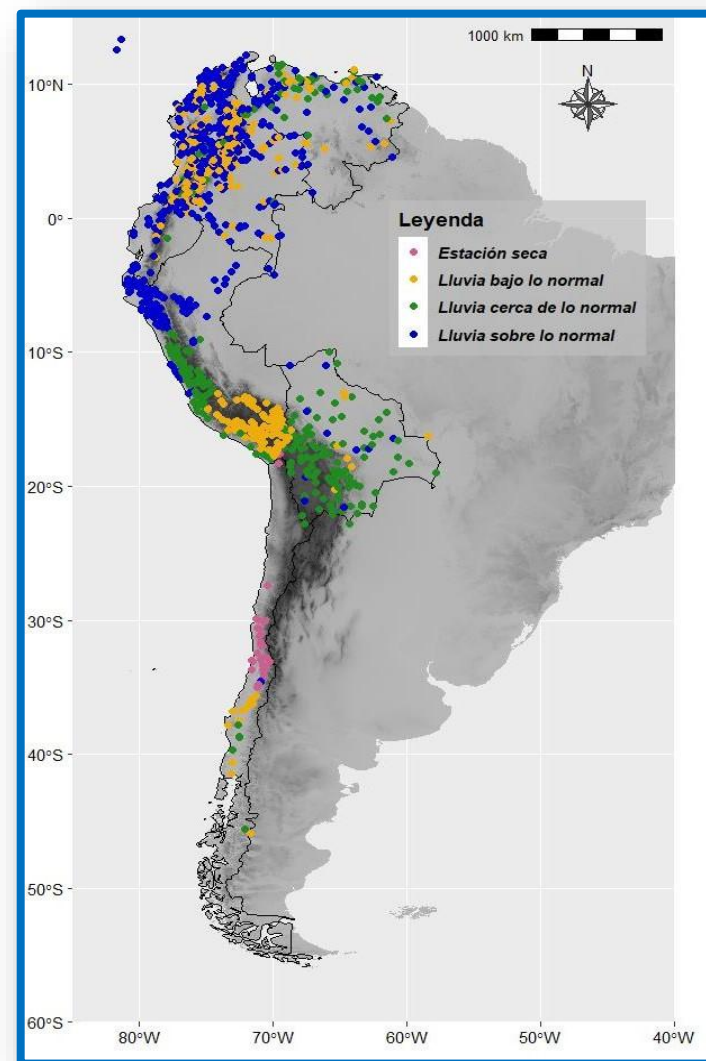 1000 km
N
10°N
0°
10°S
20°S
30°S
40°S
50°S
60°S
Leyenda
Estación seca
Lluvia bajo lo normal
Lluvia cerca de lo normal
Lluvia sobre lo normal
80°W 70°W 60°W 50°W 40°W